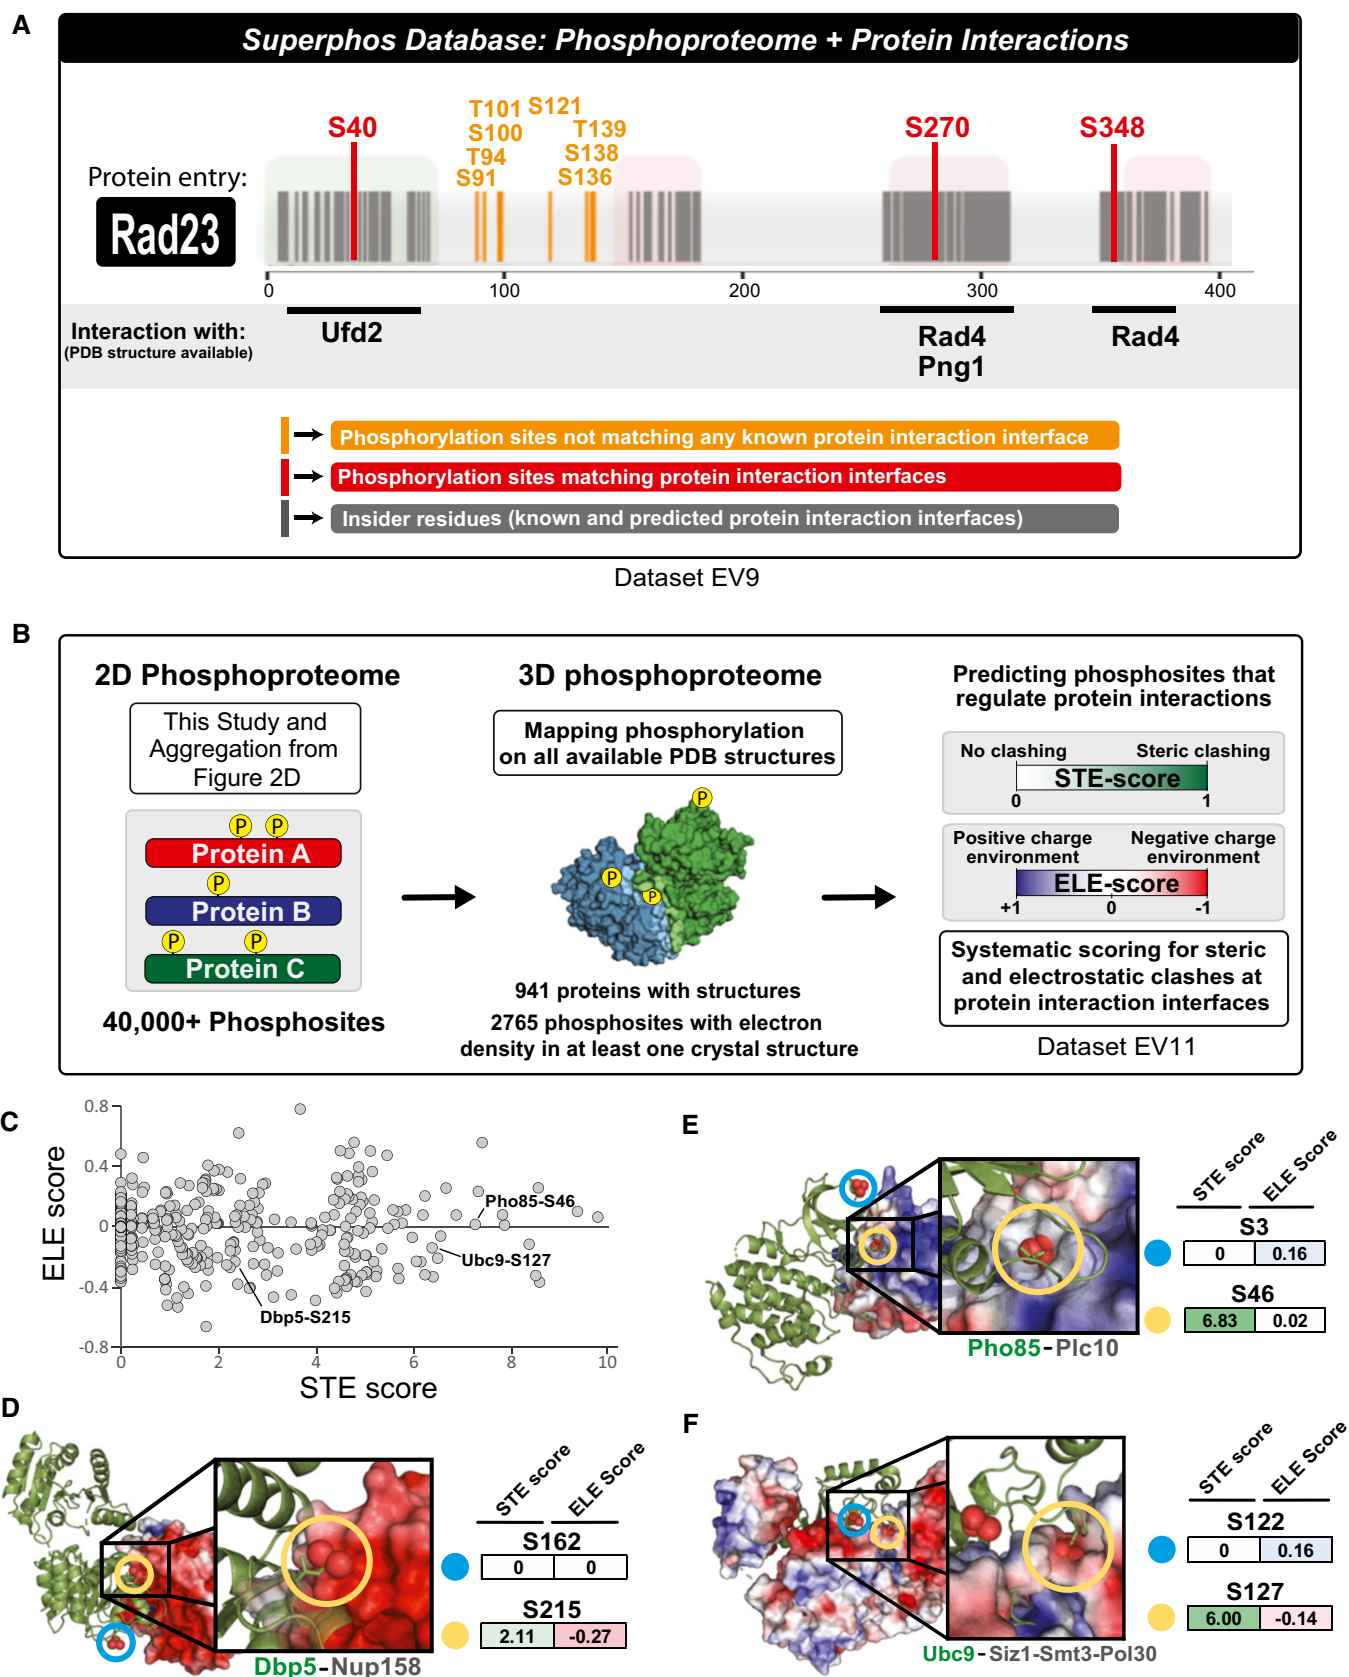 A
Superphos Database: Phosphoproteome + Protein Interactions
S40
T101 S121
S100 T139
T94 S138
S91 S136
S270
S348
Protein entry:
Rad23
0 100 200 300 400
Interaction with:
(PDB structure available)
Ufd2
Rad4
Png1
Rad4
Phosphorylation sites not matching any known protein interaction interface
Phosphorylation sites matching protein interaction interfaces
Insider residues (known and predicted protein interaction interfaces)
Dataset EV9
B
2D Phosphoproteome
This Study and
Aggregation from
Figure 2D
P P
Protein A
P
Protein B
P P
Protein C
40,000+ Phosphosites
3D phosphoproteome
Mapping phosphorylation
on all available PDB structures
P
P
P
941 proteins with structures
2765 phosphosites with electron
density in at least one crystal structure
Predicting phosphosites that
regulate protein interactions
No clashing Steric clashing
STE-score
0 1
Positive charge
environment
Negative charge
environment
ELE-score
+1 0 -1
Systematic scoring for steric
and electrostatic clashes at
protein interaction interfaces
Dataset EV11
C
ELE score
0.8
0.4
0
-0.4
-0.8
Pho85-S46
Ubc9-S127
Dbp5-S215
0 2 4 6 8 10
STE score
D
STE score
ELE Score
S162
0 0
S215
2.11 -0.27
Dbp5-Nup158
E
STE score
ELE Score
S3
0 0.16
S46
6.83 0.02
Pho85-Plc10
F
STE score
ELE Score
S122
0 0.16
S127
6.00 -0.14
Ubc9-Siz1-Smt3-Pol30